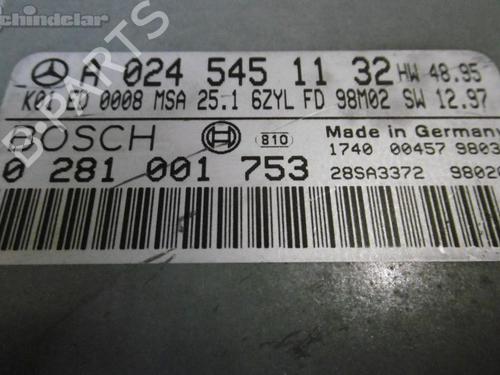 schindelar
B PARTS
A 024 545 11 32 HW 48.95
K01 ED 0008 MSA 25.1 6ZYL FD 98M02 SW 12.97
BOSCH 810 Made in Germany
1740 00457 9803
0 281 001 753 28SA3372 9802